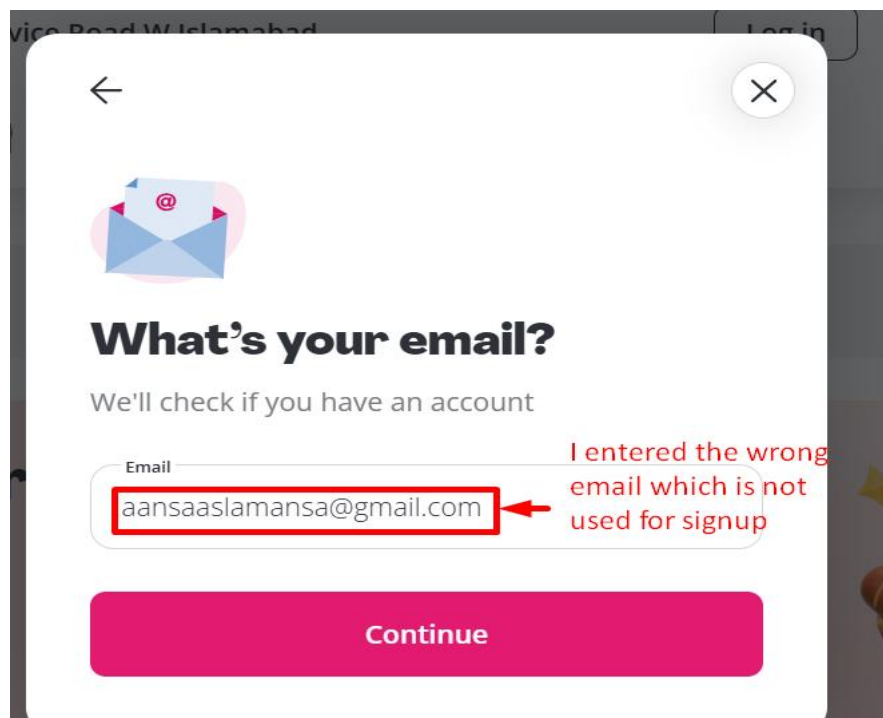 vice Road W Islamabad
Log in
@
What's your email?
We'll check if you have an account
Email
aansaaslamansa@gmail.com
I entered the wrong
email which is not
used for signup
Continue